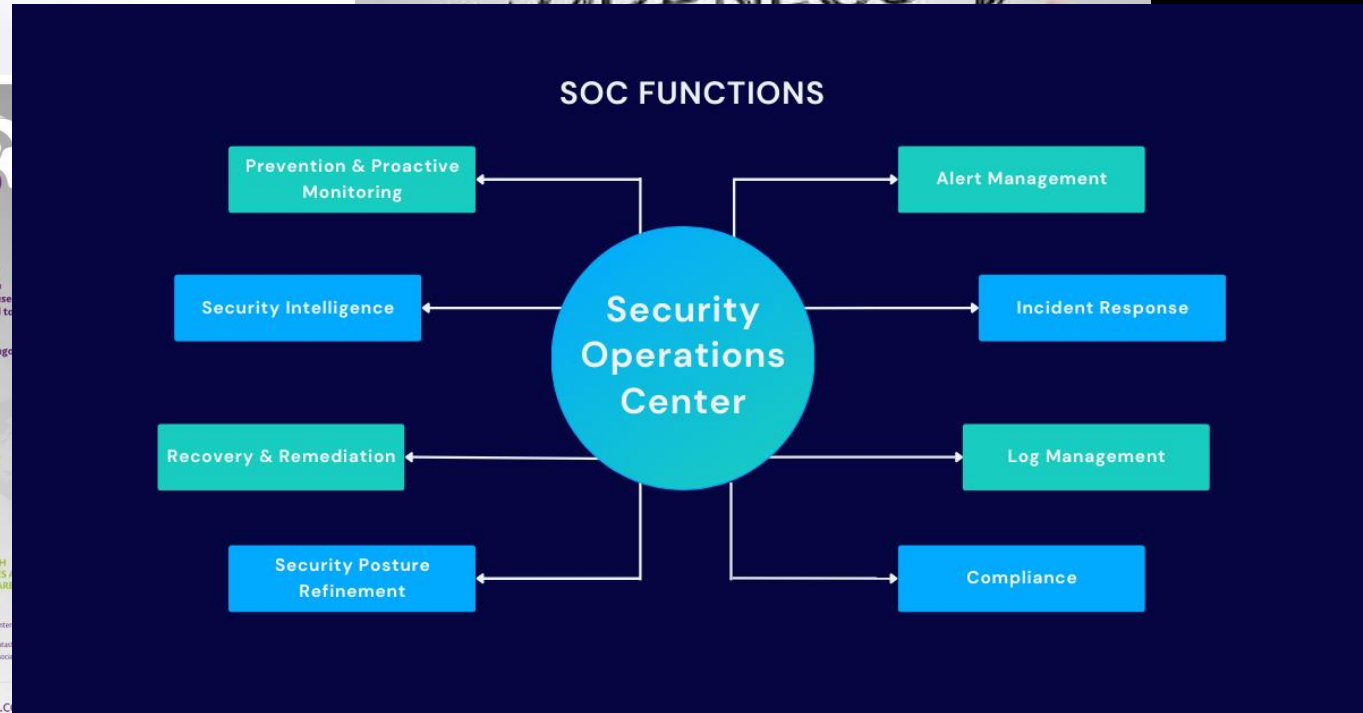 SOC FUNCTIONS
Prevention & Proactive
Monitoring
Alert Management
Security Intelligence
Security
Operations
Center
Incident Response
Recovery & Remediation
Log Management
Security Posture
Refinement
Compliance